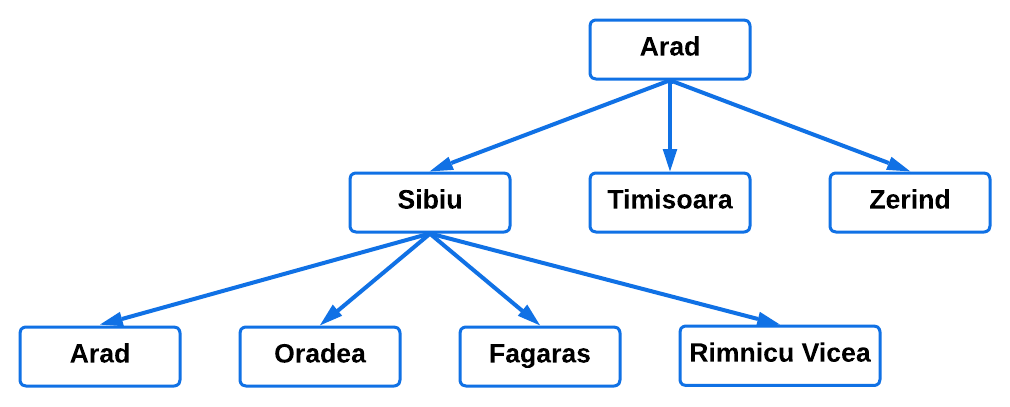 Arad
Sibiu
Timisoara
Zerind
Arad
Oradea
Fagaras
Rimnicu Vicea